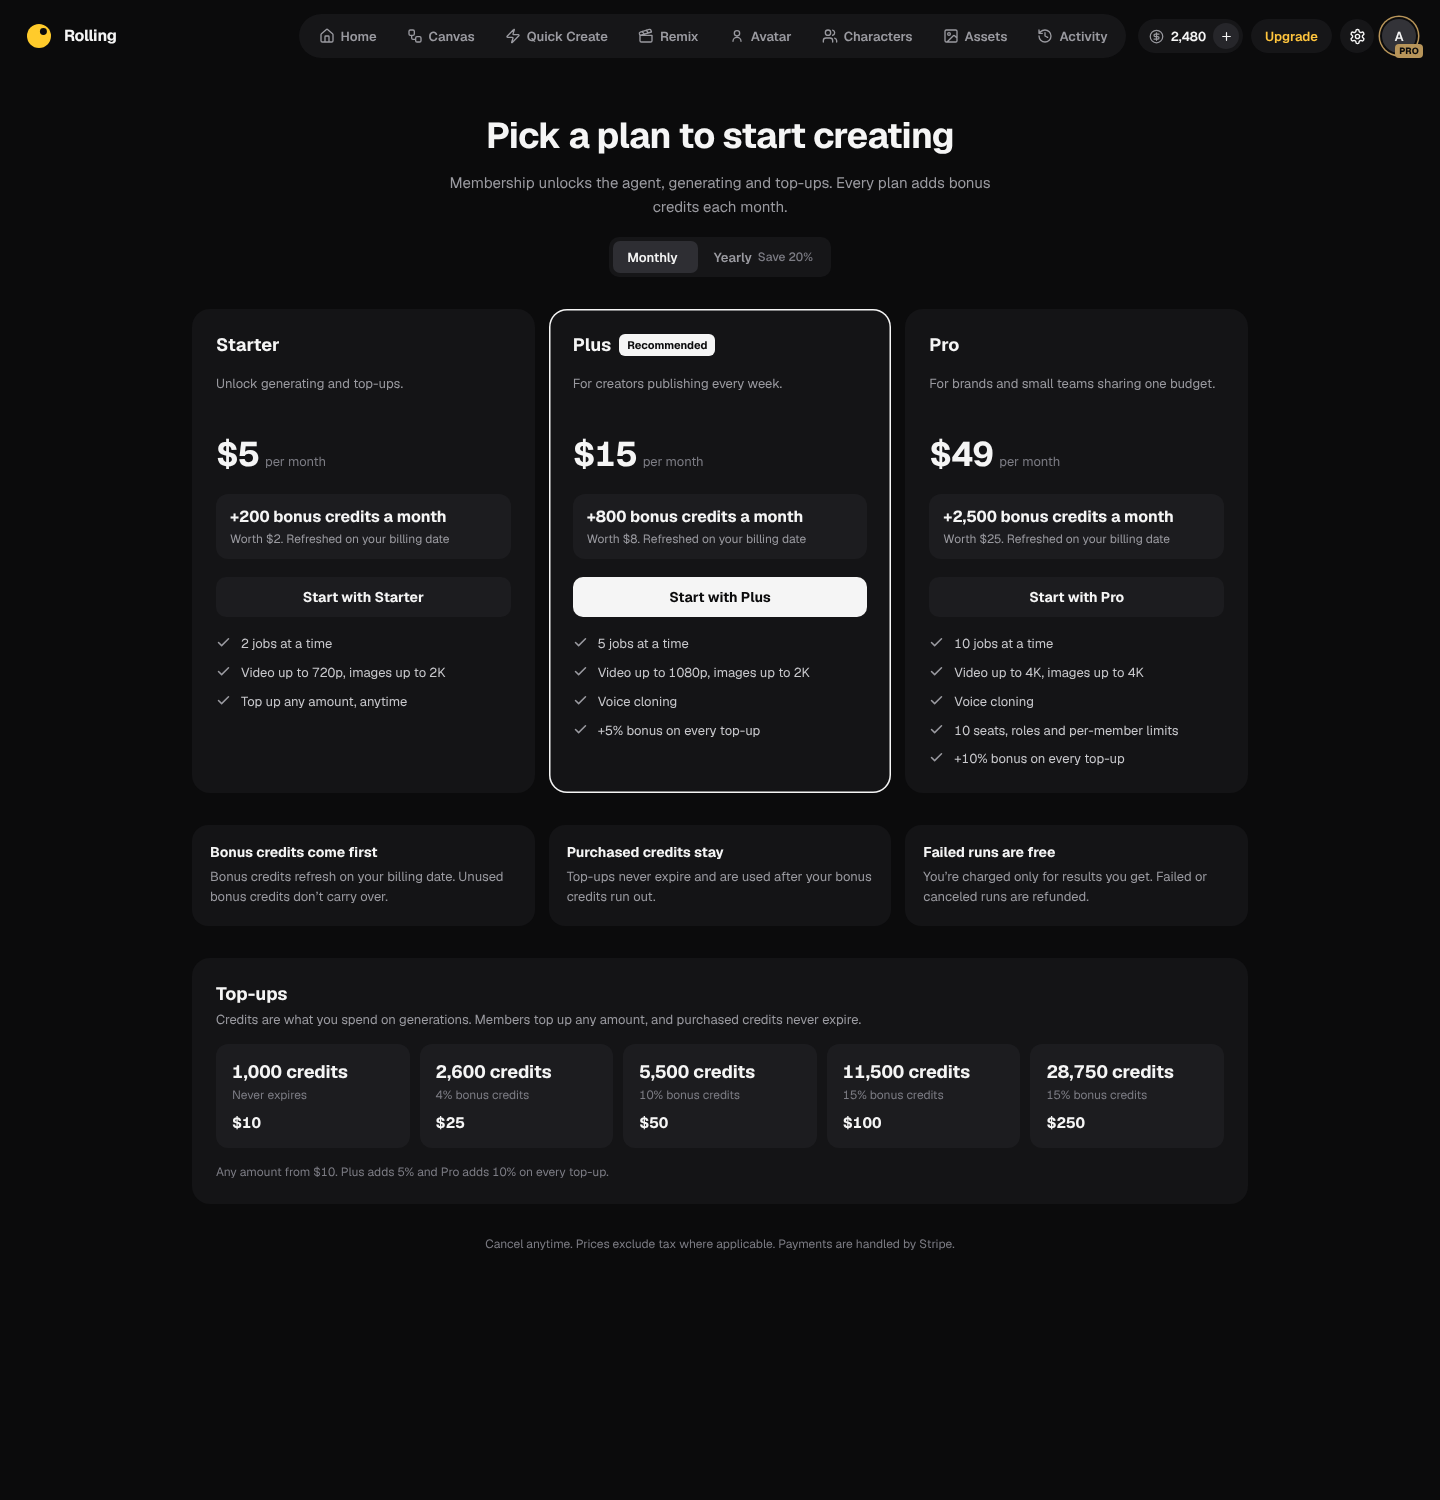 Rolling
Home
Canvas
Quick Create
Remix
Avatar
Characters
Assets
Activity
2,480
Upgrade
A
PRO
Pick a plan to start creating
Membership unlocks the agent, generating and top-ups. Every plan adds bonus
credits each month.
Monthly
Yearly Save 20%
Starter
Unlock generating and top-ups.
$5 per month
+200 bonus credits a month
Worth $2. Refreshed on your billing date
Start with Starter
2 jobs at a time
Video up to 720p, images up to 2K
Top up any amount, anytime
Plus Recommended
For creators publishing every week.
$15 per month
+800 bonus credits a month
Worth $8. Refreshed on your billing date
Start with Plus
5 jobs at a time
Video up to 1080p, images up to 2K
Voice cloning
+5% bonus on every top-up
Pro
For brands and small teams sharing one budget.
$49 per month
+2,500 bonus credits a month
Worth $25. Refreshed on your billing date
Start with Pro
10 jobs at a time
Video up to 4K, images up to 4K
Voice cloning
10 seats, roles and per-member limits
+10% bonus on every top-up
Bonus credits come first
Bonus credits refresh on your billing date. Unused
bonus credits don't carry over.
Purchased credits stay
Top-ups never expire and are used after your bonus
credits run out.
Failed runs are free
You're charged only for results you get. Failed or
canceled runs are refunded.
Top-ups
Credits are what you spend on generations. Members top up any amount, and purchased credits never expire.
1,000 credits
Never expires
$10
2,600 credits
4% bonus credits
$25
5,500 credits
10% bonus credits
$50
11,500 credits
15% bonus credits
$100
28,750 credits
15% bonus credits
$250
Any amount from $10. Plus adds 5% and Pro adds 10% on every top-up.
Cancel anytime. Prices exclude tax where applicable. Payments are handled by Stripe.